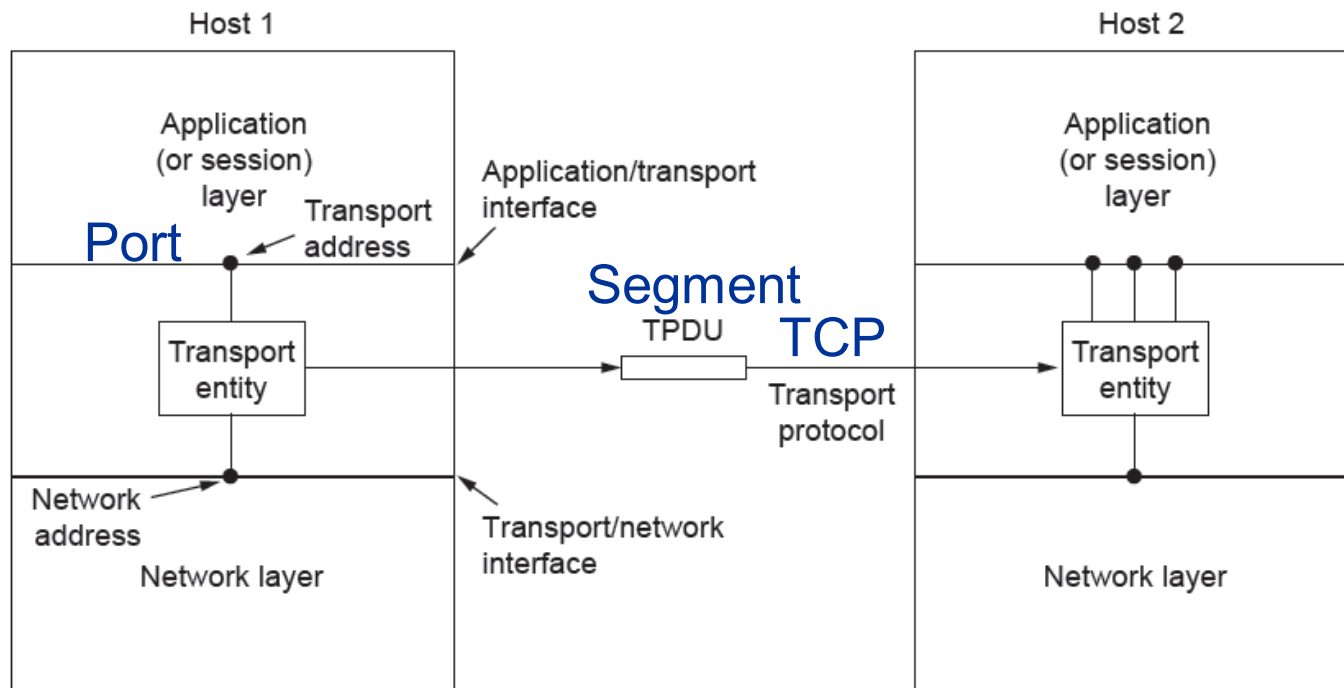 Host 1
Host 2
Application
(or session)
layer
Transport
address
Port
Application/transport
interface
Application
(or session)
layer
Segment
TPDU
TCP
Transport
entity
Transport
protocol
Transport
entity
Network
address
Transport/network
interface
Network layer
Network layer